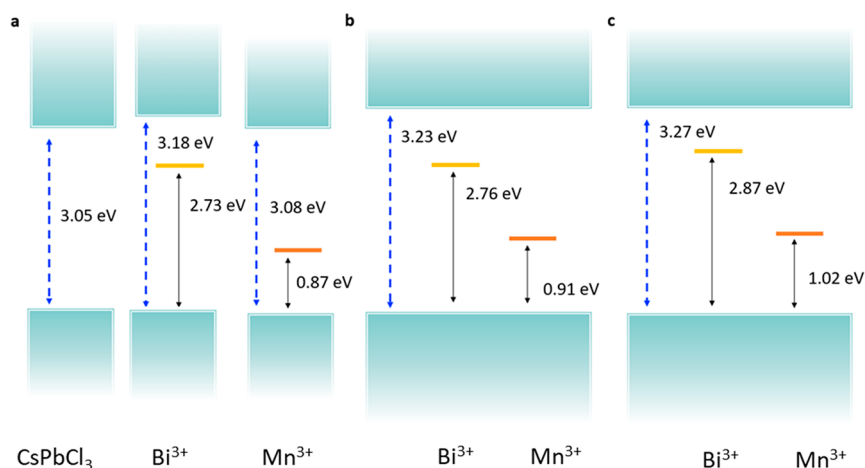 a
b
c
3.05 eV
3.18 eV
2.73 eV
3.08 eV
0.87 eV
3.23 eV
2.76 eV
0.91 eV
3.27 eV
2.87 eV
1.02 eV
CsPbCl₃
Bi³⁺
Mn³⁺
Bi³⁺
Mn³⁺
Bi³⁺
Mn³⁺